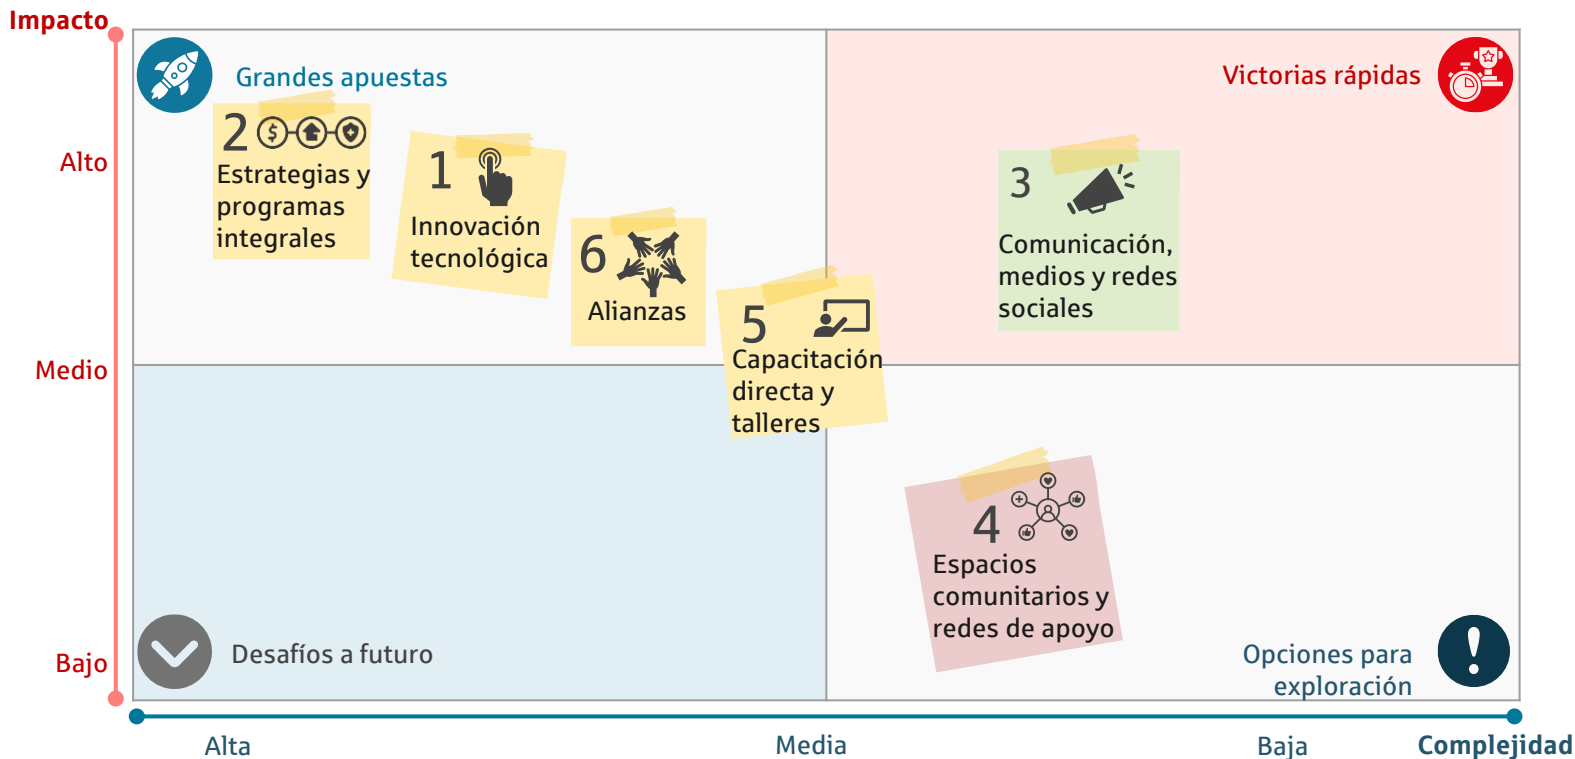 Impacto
Grandes apuestas
Victorias rápidas
Alto
2
Estrategias y
programas
integrales
1
Innovación
tecnológica
6
Alianzas
3
Comunicación,
medios y redes
sociales
5
Capacitación
directa y
talleres
Medio
4
Espacios
comunitarios y
redes de apoyo
Bajo
Desafíos a futuro
Opciones para
exploración
Alta
Media
Baja
Complejidad